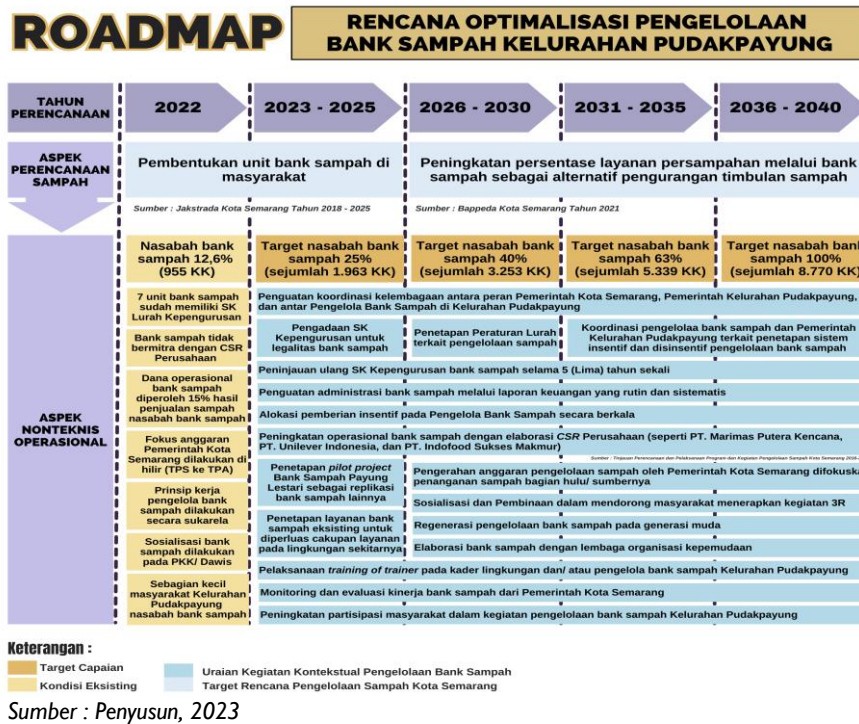 ROADMAP
RENCANA OPTIMALISASI PENGELOLAAN
BANK SAMPAH KELURAHAN PUDAKPAYUNG
TAHUN
PERENCANAAN
2022
2023 - 2025
2026 - 2030
2031 - 2035
2036 - 2040
ASPEK
PERENCANAAN
SAMPAH
Pembentukan unit bank sampah di
masyarakat
Peningkatan persentase layanan persampahan melalui bank
sampah sebagai alternatif pengurangan timbulan sampah
Sumber : Jakstrada Kota Semarang Tahun 2018 - 2025
Sumber : Bappeda Kota Semarang Tahun 2021
ASPEK
NONTEKNIS
OPERASIONAL
Nasabah bank
sampah 12,6%
(955 KK)
Target nasabah bank
sampah 25%
(sejumlah 1.963 KK)
Target nasabah bank
sampah 40%
(sejumlah 3.253 KK)
Target nasabah bank
sampah 63%
(sejumlah 5.339 KK)
Target nasabah bank
sampah 100%
(sejumlah 8.770 KK)
7 unit bank sampah
sudah memiliki SK
Lurah Kepengurusan
Bank sampah tidak
bermitra dengan CSR
Perusahaan
Dana operasional
bank sampah
diperoleh 15% hasil
penjualan sampah
nasabah bank sampah
Fokus anggaran
Pemerintah Kota
Semarang dilakukan di
hilir (TPS ke TPA)
Prinsip kerja
pengelola bank
sampah dilakukan
secara sukarela
Sosialisasi bank
sampah dilakukan
pada PKK/ Dawis
Sebagian kecil
masyarakat Kelurahan
Pudakpayung
nasabah bank sampah
Penguatan koordinasi kelembagaan antara peran Pemerintah Kota Semarang, Pemerintah Kelurahan Pudakpayung,
dan antar Pengelola Bank Sampah di Kelurahan Pudakpayung
Pengadaan SK
Kepengurusan untuk
legalitas bank sampah
Penetapan Peraturan Lurah
terkait pengelolaan sampah
Koordinasi pengelolaa bank sampah dan Pemerintah
Kelurahan Pudakpayung terkait penetapan sistem
insentif dan disinsentif pengelolaan bank sampah
Peninjauan ulang SK Kepengurusan bank sampah selama 5 (Lima) tahun sekali
Penguatan administrasi bank sampah melalui laporan keuangan yang rutin dan sistematis
Alokasi pemberian insentif pada Pengelola Bank Sampah secara berkala
Peningkatan operasional bank sampah dengan elaborasi CSR Perusahaan (seperti PT. Marimas Putera Kencana,
PT. Unilever Indonesia, dan PT. Indofood Sukses Makmur)
Sumber : Tinjauan Perencanaan dan Pelaksanaan Program dan Kegiatan Pengelolaan Sampah Kota Semarang
Penetapan pilot project
Bank Sampah Payung
Lestari sebagai replikasi
bank sampah lainnya
Penetapan layanan bank
sampah eksisting untuk
diperluas cakupan layanan
pada lingkungan sekitarnya
Pengerahan anggaran pengelolaan sampah oleh Pemerintah Kota Semarang difokuska
penanganan sampah bagian hulu/ sumbernya
Sosialisasi dan Pembinaan dalam mendorong masyarakat menerapkan kegiatan 3R
Regenerasi pengelolaan bank sampah pada generasi muda
Elaborasi bank sampah dengan lembaga organisasi kepemudaan
Pelaksanaan training of trainer pada kader lingkungan dan/ atau pengelola bank sampah Kelurahan Pudakpayung
Monitoring dan evaluasi kinerja bank sampah dari Pemerintah Kota Semarang
Peningkatan partisipasi masyarakat dalam kegiatan pengelolaan bank sampah Kelurahan Pudakpayung
Keterangan :
Target Capaian
Kondisi Eksisting
Uraian Kegiatan Kontekstual Pengelolaan Bank Sampah
Target Rencana Pengelolaan Sampah Kota Semarang
Sumber : Penyusun, 2023